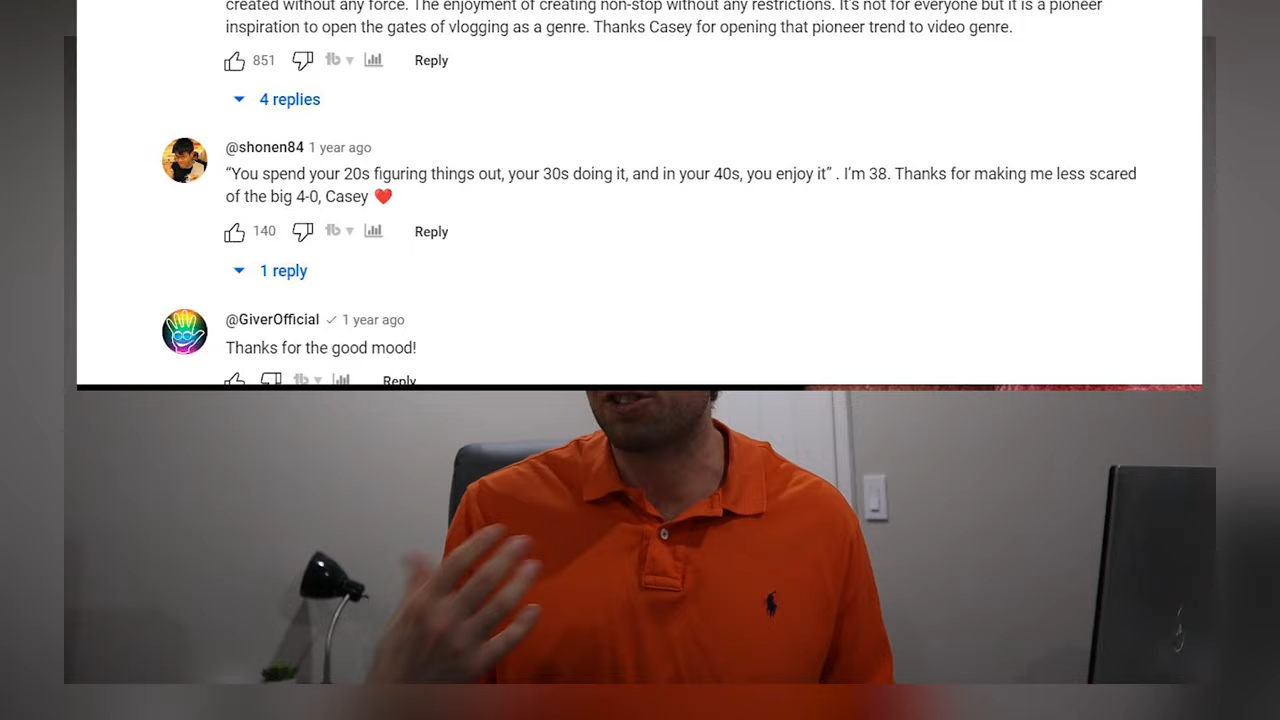 created without any force. The enjoyment of creating non-stop without any restrictions. It's not for everyone but it is a pioneer
inspiration to open the gates of vlogging as a genre. Thanks Casey for opening that pioneer trend to video genre.
851 Reply
4 replies
@shonen84 1 year ago
“You spend your 20s figuring things out, your 30s doing it, and in your 40s, you enjoy it” . I’m 38. Thanks for making me less scared
of the big 4-0, Casey ❤️
140 Reply
1 reply
@GiverOfficial 1 year ago
Thanks for the good mood!
Reply